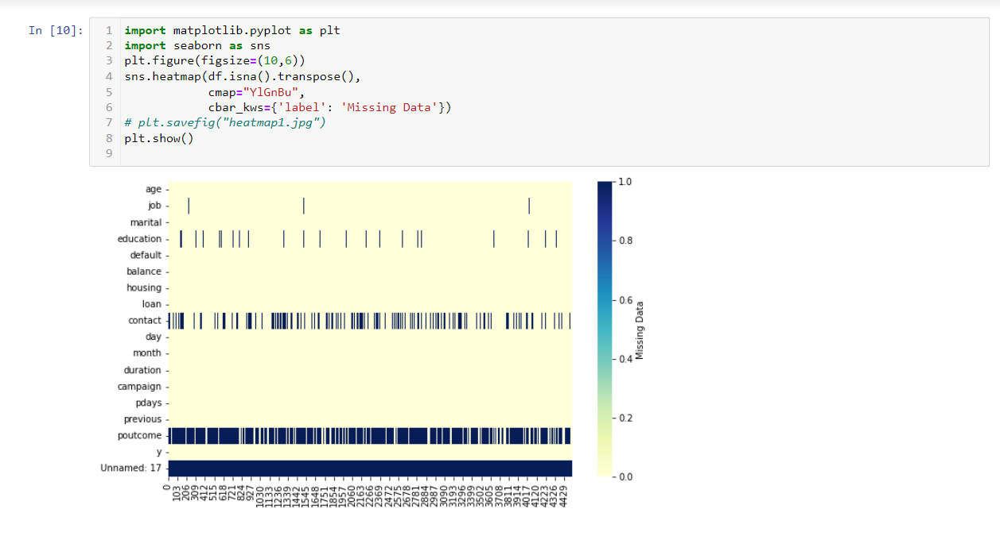 In [10]:
1 import matplotlib.pyplot as plt
2 import seaborn as sns
3 plt.figure(figsize=(10,6))
4 sns.heatmap(df.isna().transpose(),
5             cmap="YlGnBu",
6             cbar_kws={'label': 'Missing Data'})
7 # plt.savefig("heatmap1.jpg")
8 plt.show()
9
age
job
marital
education
default
balance
housing
loan
contact
day
month
duration
campaign
pdays
previous
poutcome
y
Unnamed: 17
0
103
206
309
412
515
618
721
824
927
1030
1133
1236
1339
1442
1545
1648
1751
1854
1957
2060
2163
2266
2369
2472
2575
2678
2781
2884
2987
3090
3193
3296
3399
3502
3605
3708
3811
3914
4017
4120
4223
4326
4429
1.0
0.8
0.6
0.4
0.2
0.0
Missing Data